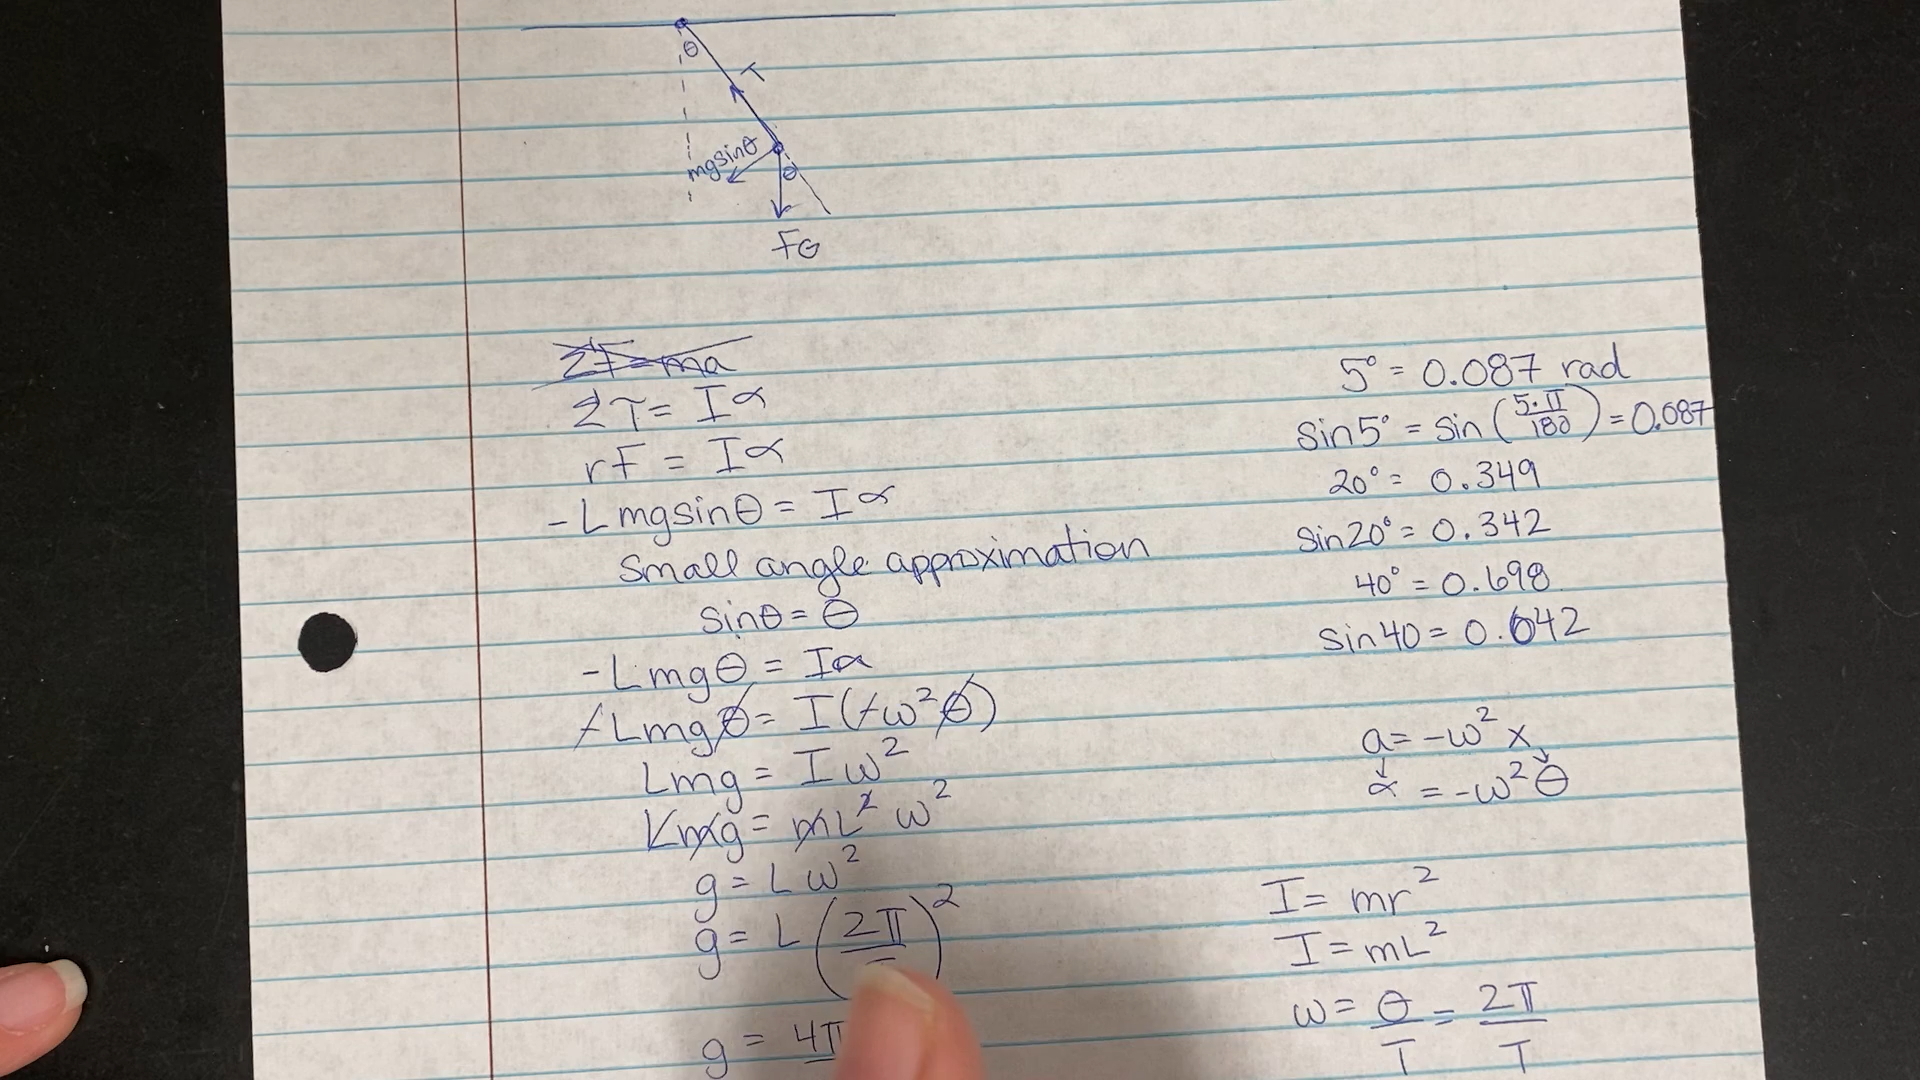 θ
T
mgsinθ
θ
FG
ΣF=ma
Στ= Iα
rF = Iα
-Lmgsinθ = Iα
Small angle approximation
sinθ=θ
-Lmgθ = Iα
-Lmgθ= I(-ω²θ)
Lmg = Iω²
Lmg= mL²ω²
g= Lω²
g= L(2π/)²
g = 4π
5° = 0.087 rad
sin5° = sin(5·π/180)=0.087
20° = 0.349
sin20° = 0.342
40° = 0.698
sin40 = 0.642
a= -ω²x
α = -ω²θ
I= mr²
I=mL²
ω= θ/T = 2π/T